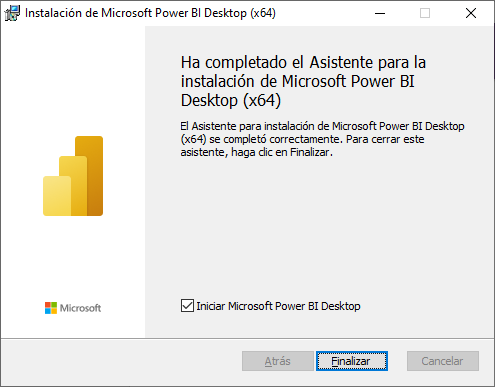 Instalación de Microsoft Power BI Desktop (x64)
Ha completado el Asistente para la
instalación de Microsoft Power BI
Desktop (x64)
El Asistente para instalación de Microsoft Power BI Desktop
(x64) se completó correctamente. Para cerrar este
asistente, haga clic en Finalizar.
Microsoft
Iniciar Microsoft Power BI Desktop
Atrás
Finalizar
Cancelar